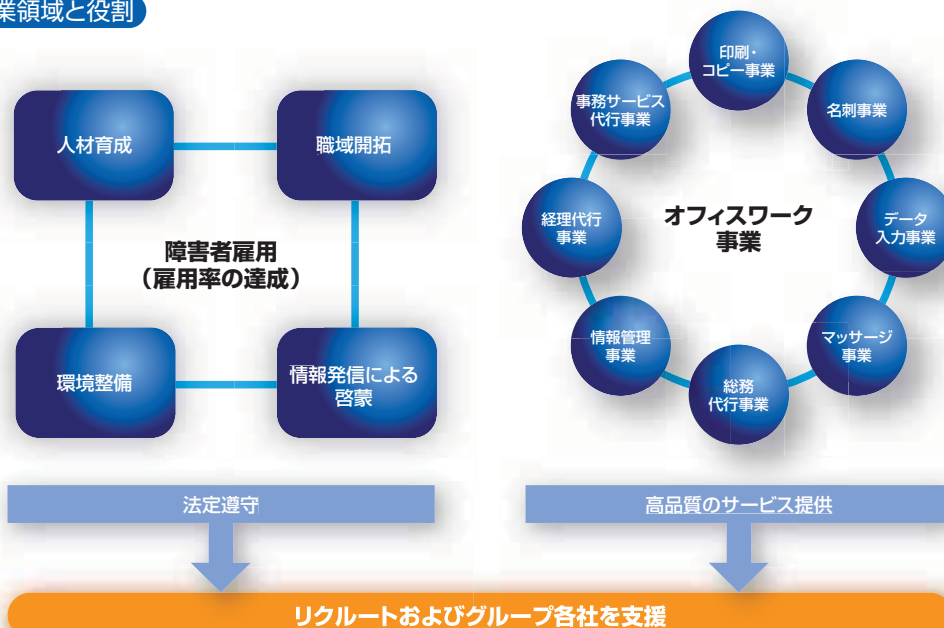 業領域と役割
人材育成
職域開拓
障害者雇用
（雇用率の達成）
環境整備
情報発信による
啓蒙
法定遵守
印刷・
コピー事業
名刺事業
データ
入力事業
マッサージ
事業
総務
代行事業
情報管理
事業
経理代行
事業
事務サービス
代行事業
オフィスワーク
事業
高品質のサービス提供
リクルートおよびグループ各社を支援